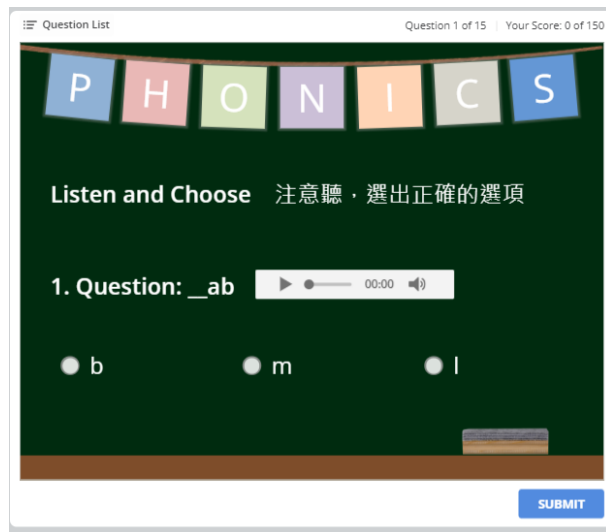 Question List
Question 1 of 15 | Your Score: 0 of 150
P H O N I C S
Listen and Choose 注意聽，選出正確的選項
1. Question: __ab 00:00
b m l
SUBMIT